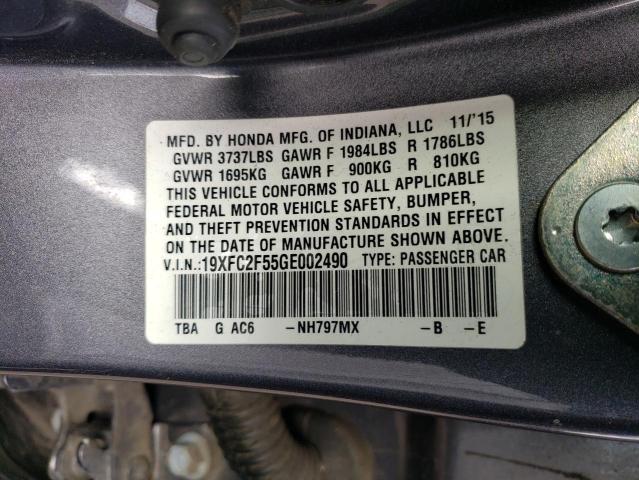 MFD. BY HONDA MFG. OF INDIANA, LLC 11/'15
GVWR 3737LBS GAWR F 1984LBS R 1786LBS
GVWR 1695KG GAWR F 900KG R 810KG
THIS VEHICLE CONFORMS TO ALL APPLICABLE
FEDERAL MOTOR VEHICLE SAFETY, BUMPER,
AND THEFT PREVENTION STANDARDS IN EFFECT
ON THE DATE OF MANUFACTURE SHOWN ABOVE.
V.I.N.:19XFC2F55GE002490 TYPE: PASSENGER CAR
TBA G AC6 -NH797MX -B -E